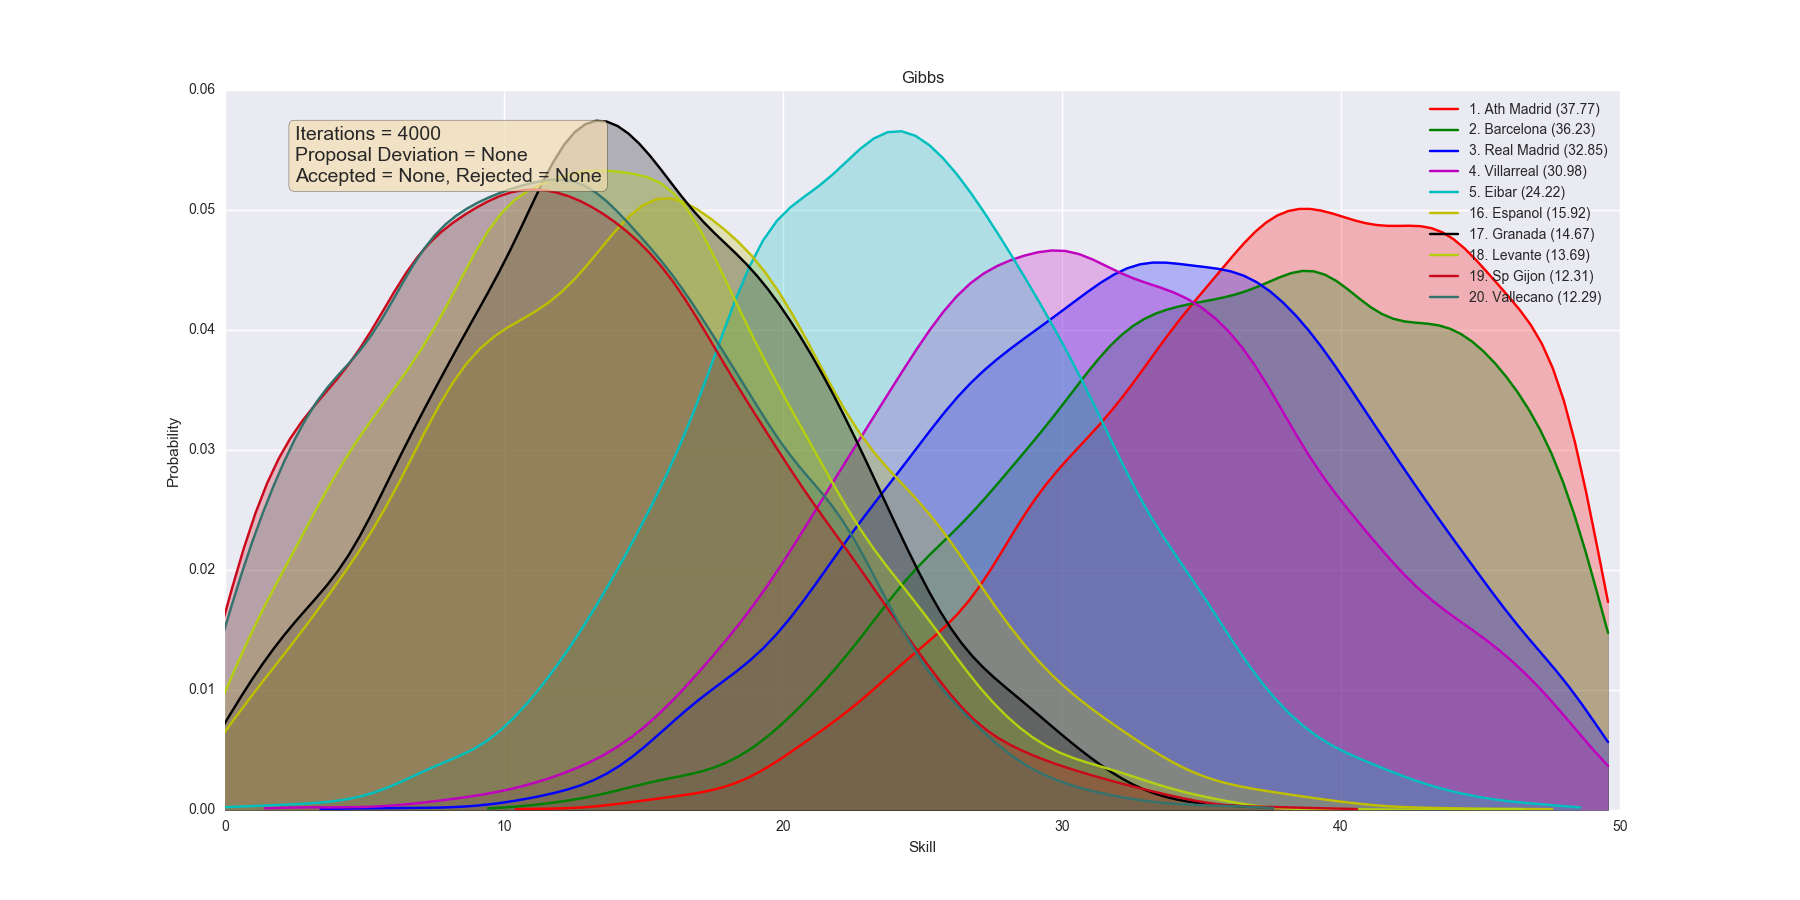 Gibbs
Iterations = 4000
Proposal Deviation = None
Accepted = None, Rejected = None
1. Ath Madrid (37.77)
2. Barcelona (36.23)
3. Real Madrid (32.85)
4. Villarreal (30.98)
5. Eibar (24.22)
16. Espanol (15.92)
17. Granada (14.67)
18. Levante (13.69)
19. Sp Gijon (12.31)
20. Vallecano (12.29)
Probability
0.06
0.05
0.04
0.03
0.02
0.01
0.00
0 10 20 30 40 50
Skill